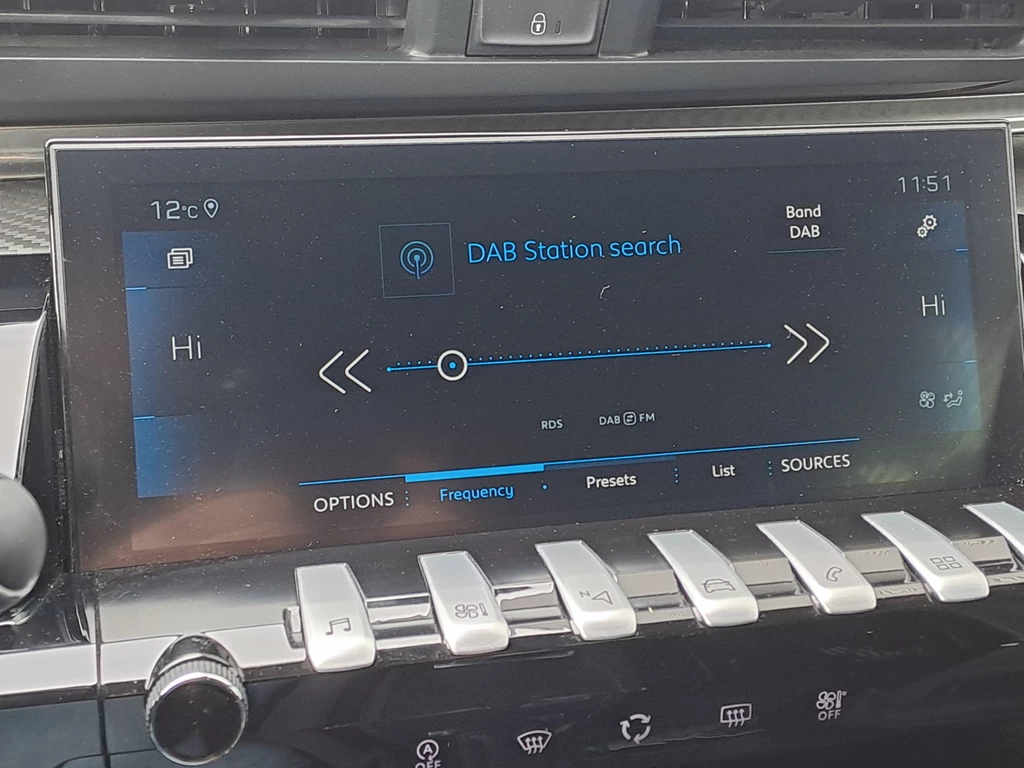 12°C
11:51
DAB Station search
Band
DAB
Hi
Hi
RDS
DAB FM
OPTIONS
Frequency
Presets
List
SOURCES
N
A
OFF
OFF